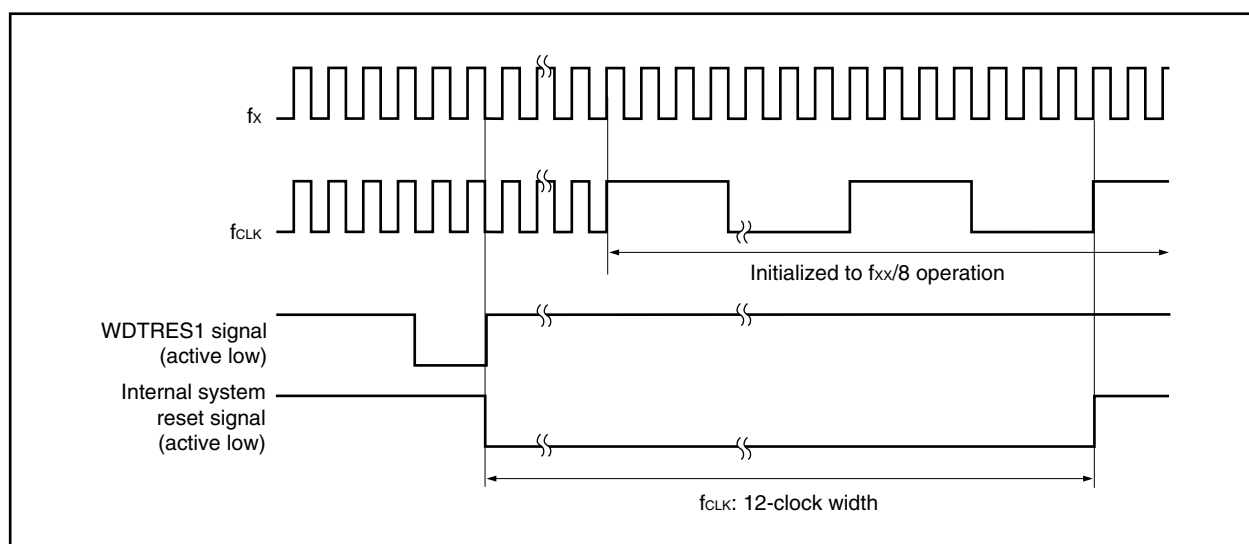 fx
fCLK
Initialized to fxx/8 operation
WDTRES1 signal
(active low)
Internal system
reset signal
(active low)
fCLK: 12-clock width